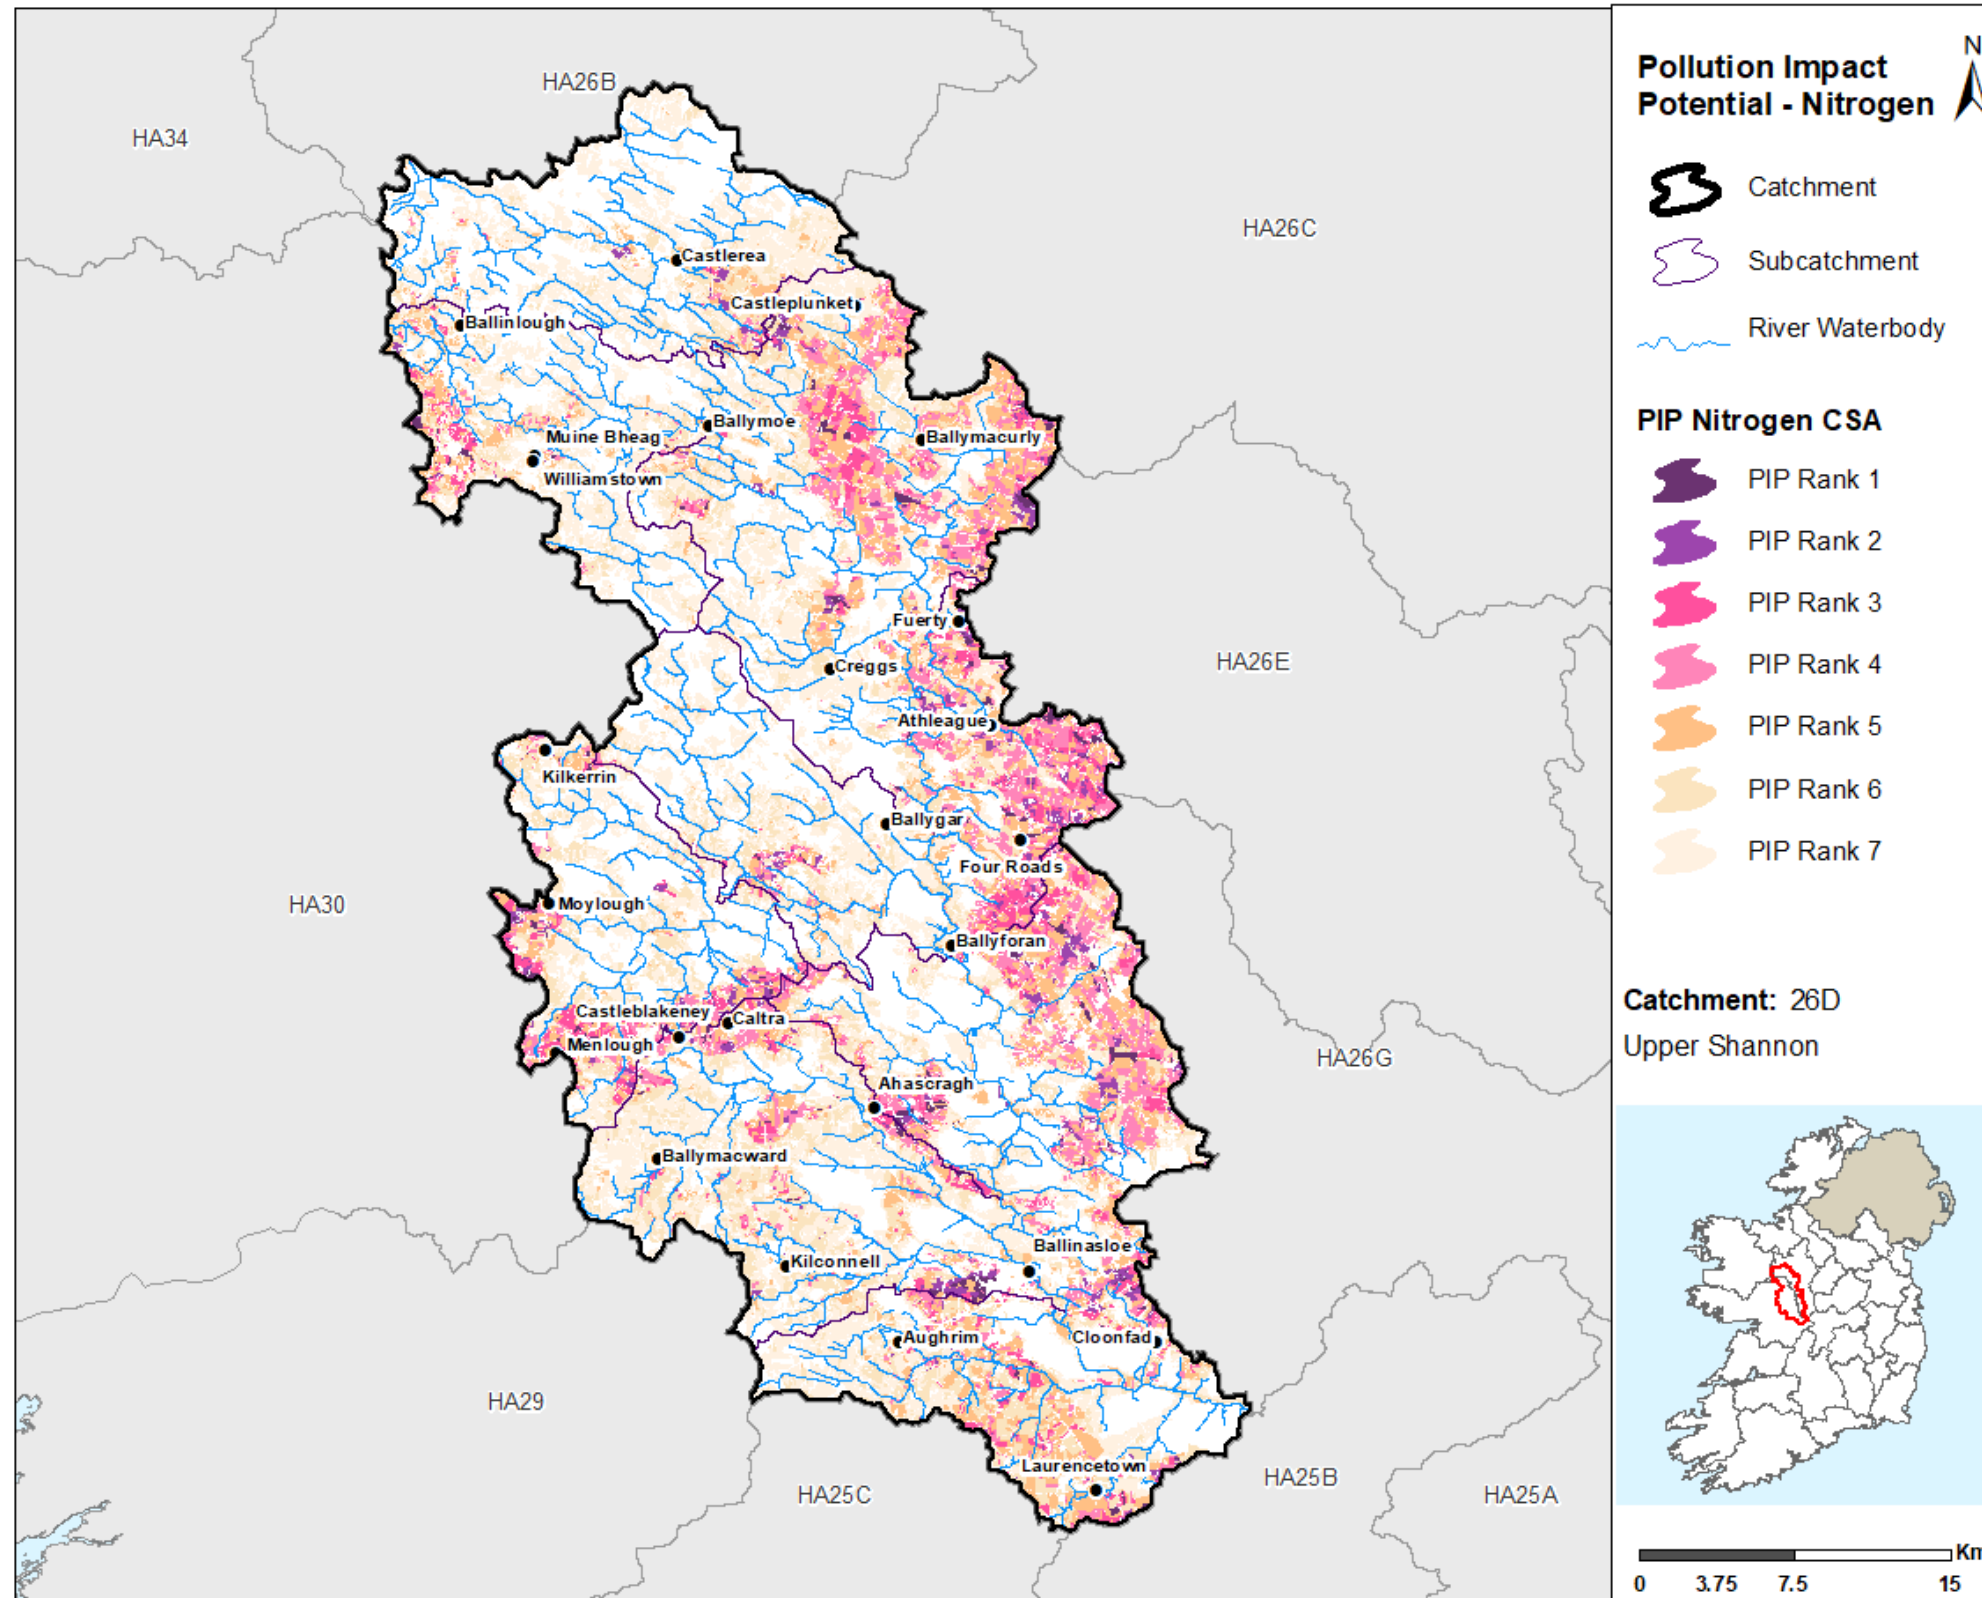 HA26B
HA34
HA26C
Castlerea
Castleplunket
Ballinlough
Ballymoe
Muine Bheag
Ballymacurly
Williamstown
Fuerty
HA26E
Creggs
Athleague
Kilkerrin
Ballygar
Four Roads
HA30
Moylough
Ballyforan
Castleblakeney
Caltra
Menlough
HA26G
Ahascragh
Ballymacward
Ballinasloe
Kilconnell
Aughrim
Cloonfad
HA29
Laurencetown
HA25C
HA25B
HA25A
Pollution Impact
Potential - Nitrogen
N
Catchment
Subcatchment
River Waterbody
PIP Nitrogen CSA
PIP Rank 1
PIP Rank 2
PIP Rank 3
PIP Rank 4
PIP Rank 5
PIP Rank 6
PIP Rank 7
Catchment: 26D
Upper Shannon
Km
0 3.75 7.5 15